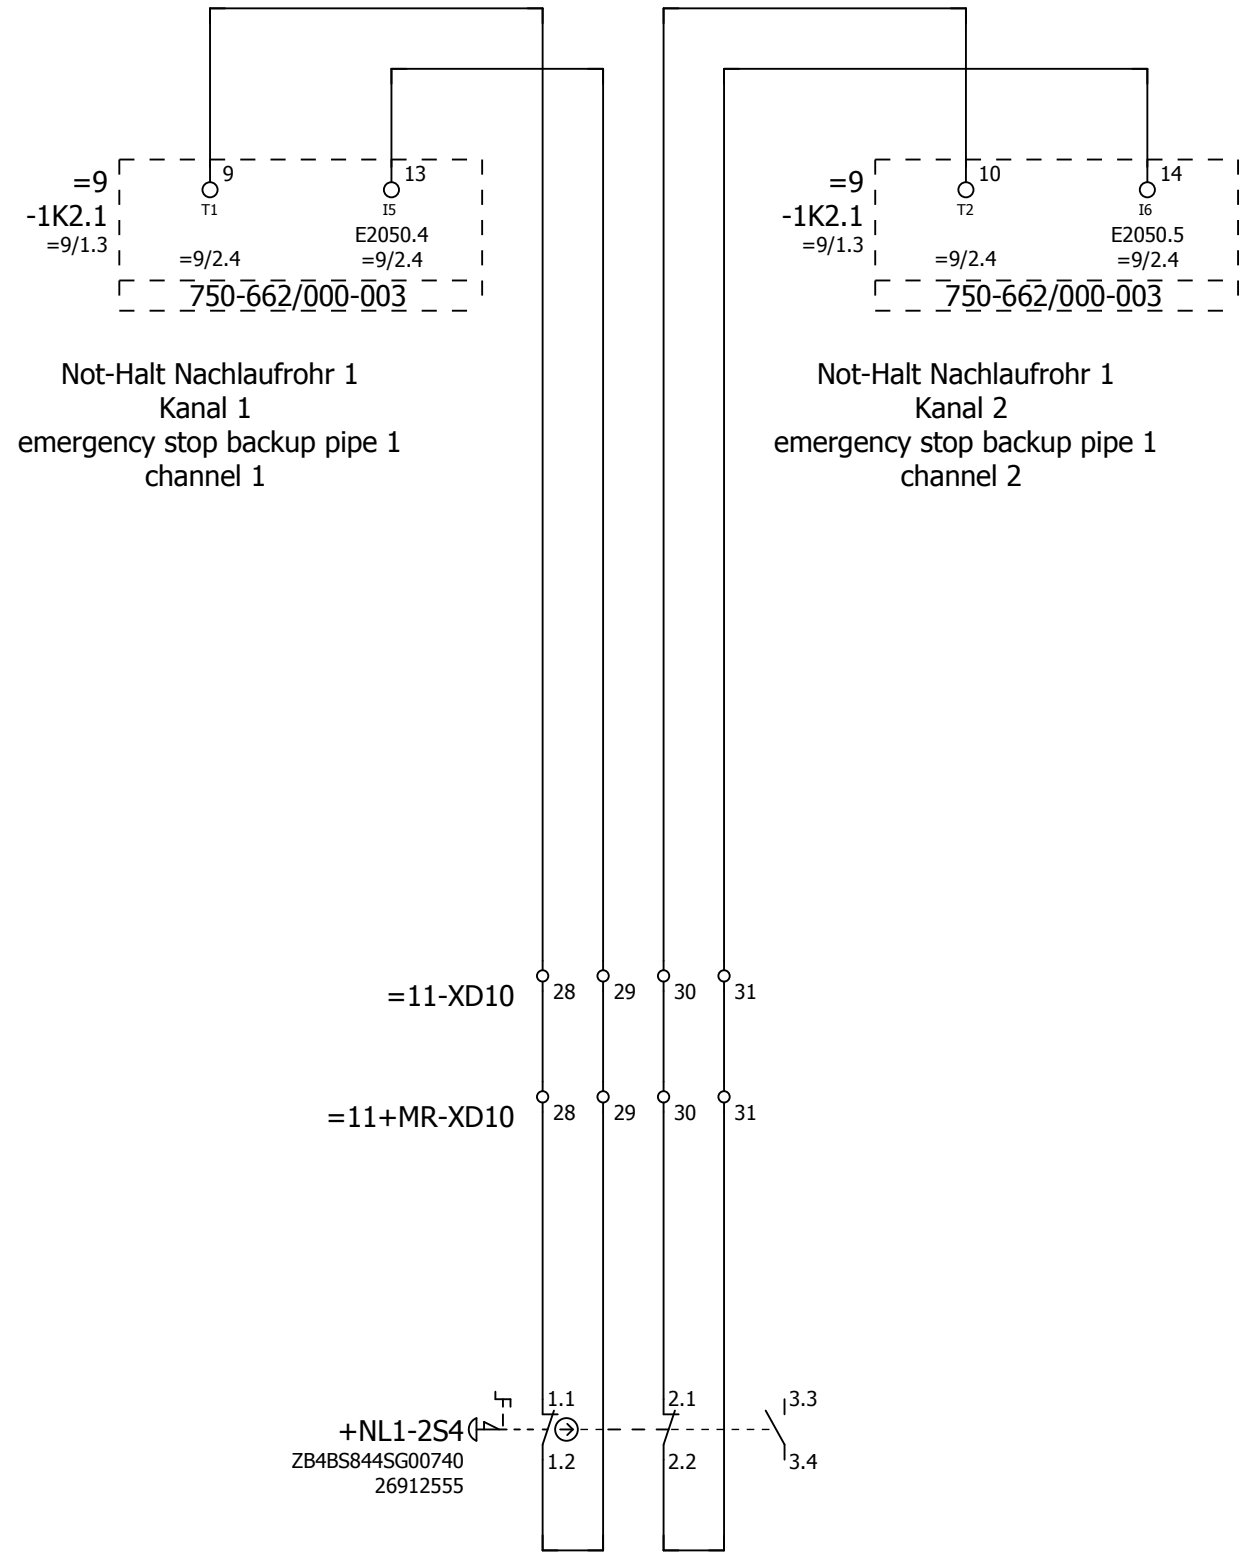 =9
-1K2.1
=9/1.3
9
T1
=9/2.4
13
I5
E2050.4
=9/2.4
750-662/000-003
Not-Halt Nachlaufrohr 1
Kanal 1
emergency stop backup pipe 1
channel 1
=9
-1K2.1
=9/1.3
10
T2
=9/2.4
14
I6
E2050.5
=9/2.4
750-662/000-003
Not-Halt Nachlaufrohr 1
Kanal 2
emergency stop backup pipe 1
channel 2
=11-XD10
28
29
30
31
=11+MR-XD10
28
29
30
31
+NL1-2S4
ZB4BS844SG00740
26912555
1.1
1.2
2.1
2.2
3.3
3.4